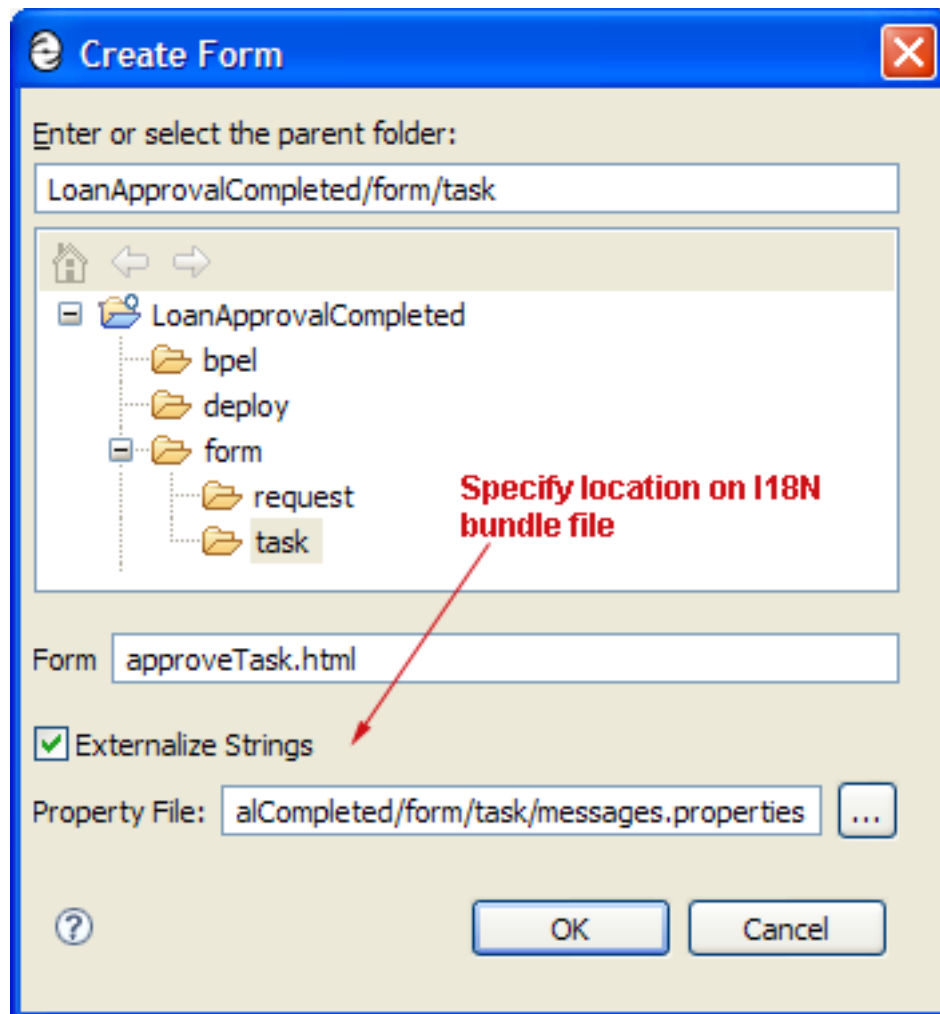 Create Form
Enter or select the parent folder:
LoanApprovalCompleted/form/task
LoanApprovalCompleted
bpel
deploy
form
request
task
Specify location on I18N
bundle file
Form approveTask.html
Externalize Strings
Property File: alCompleted/form/task/messages.properties ...
? OK Cancel